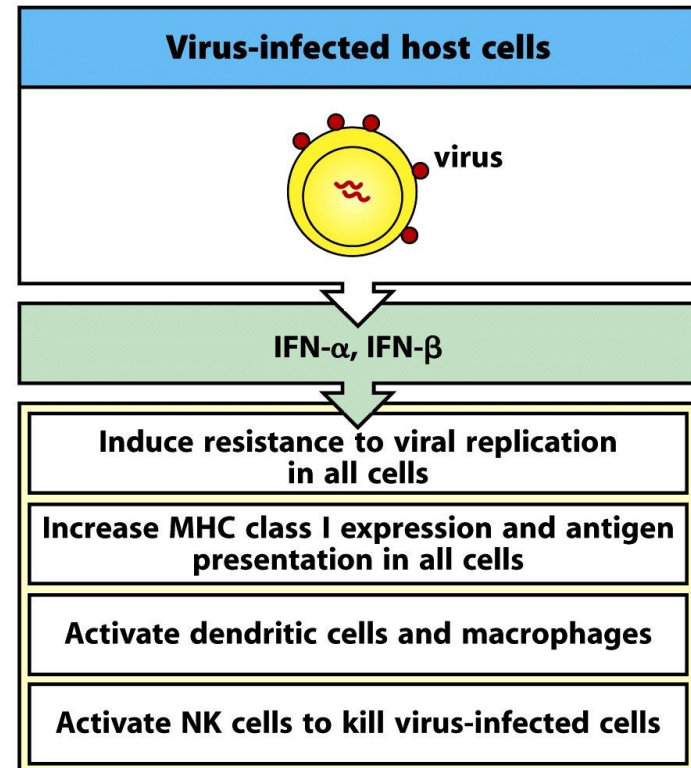 Virus-infected host cells
virus
IFN-α, IFN-β
Induce resistance to viral replication
in all cells
Increase MHC class I expression and antigen
presentation in all cells
Activate dendritic cells and macrophages
Activate NK cells to kill virus-infected cells